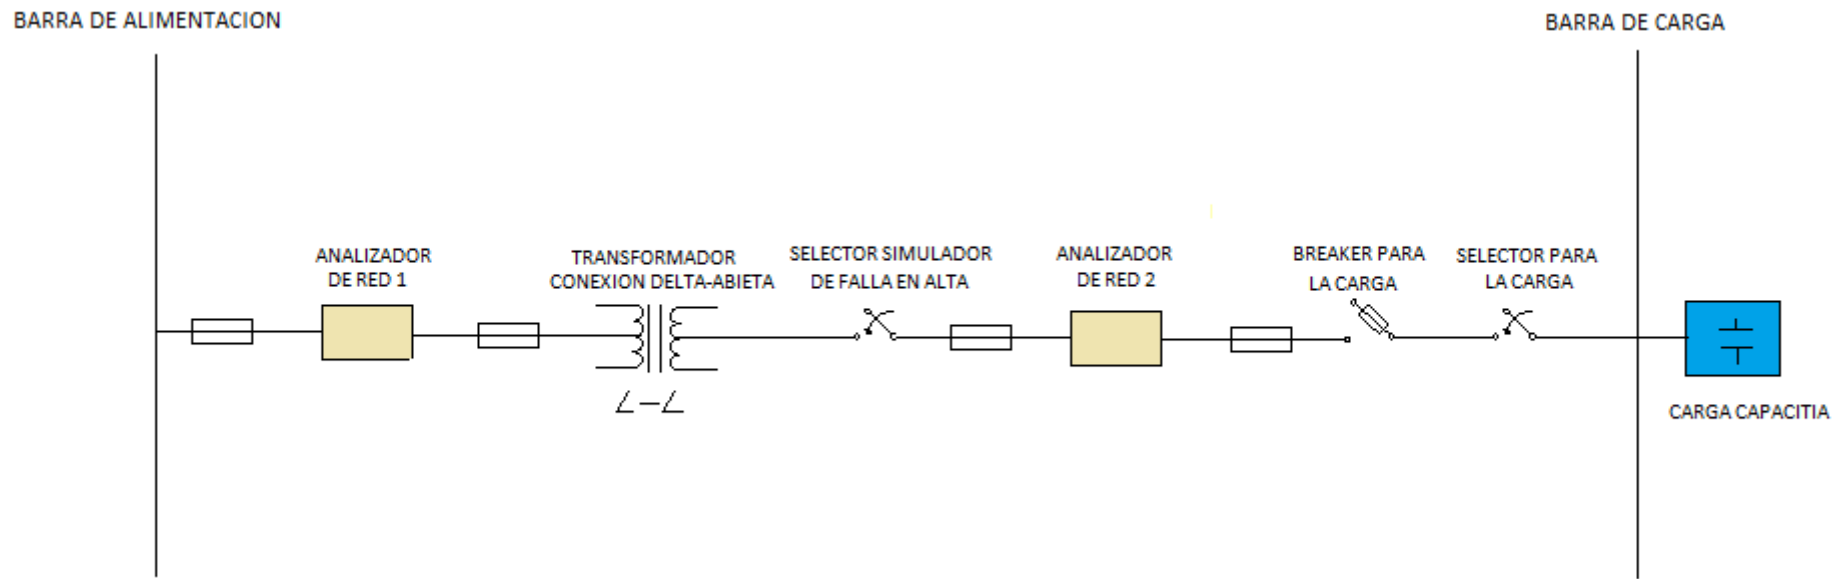 BARRA DE ALIMENTACION
BARRA DE CARGA
ANALIZADOR
DE RED 1
TRANSFORMADOR
CONEXION DELTA-ABIETA
SELECTOR SIMULADOR
DE FALLA EN ALTA
ANALIZADOR
DE RED 2
BREAKER PARA
LA CARGA
SELECTOR PARA
LA CARGA
CARGA CAPACITIA